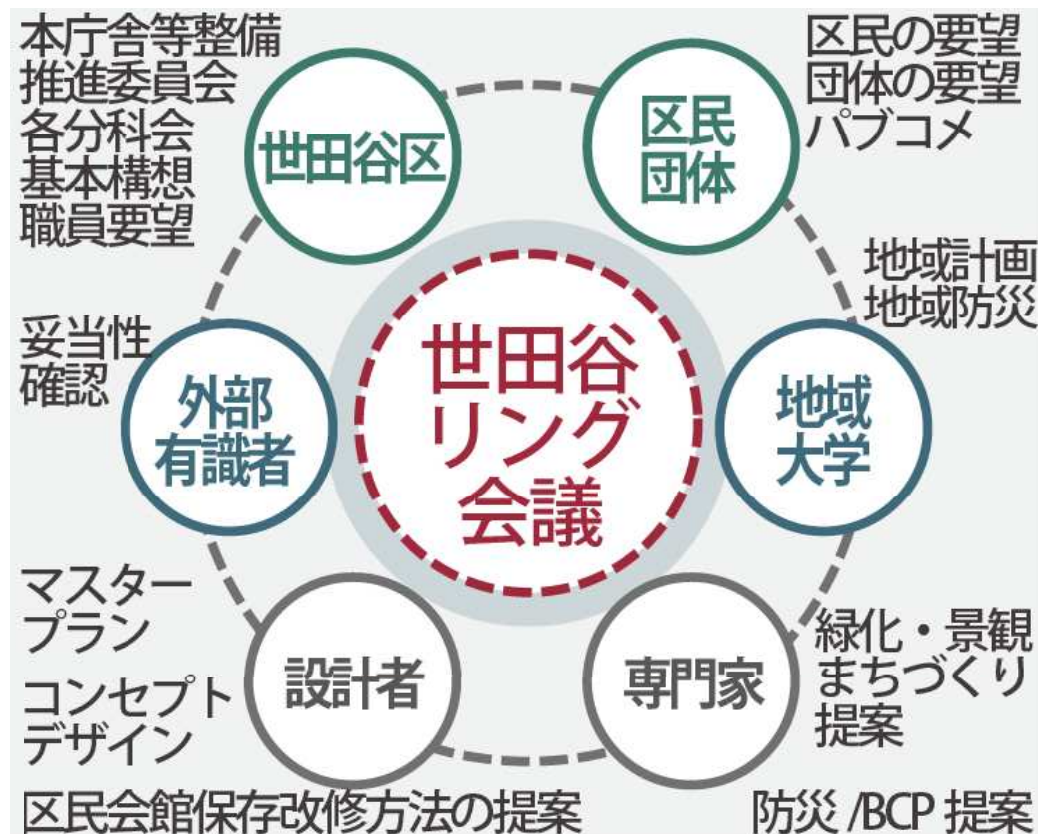 本庁舎等整備
推進委員会
各分科会
基本構想
職員要望
世田谷区
区民の要望
団体の要望
パブコメ
区民
団体
地域計画
地域防災
妥当性
確認
外部
有識者
世田谷
リング
会議
地域
大学
マスター
プラン
コンセプト
デザイン
設計者
専門家
緑化・景観
まちづくり
提案
区民会館保存改修方法の提案
防災/BCP提案